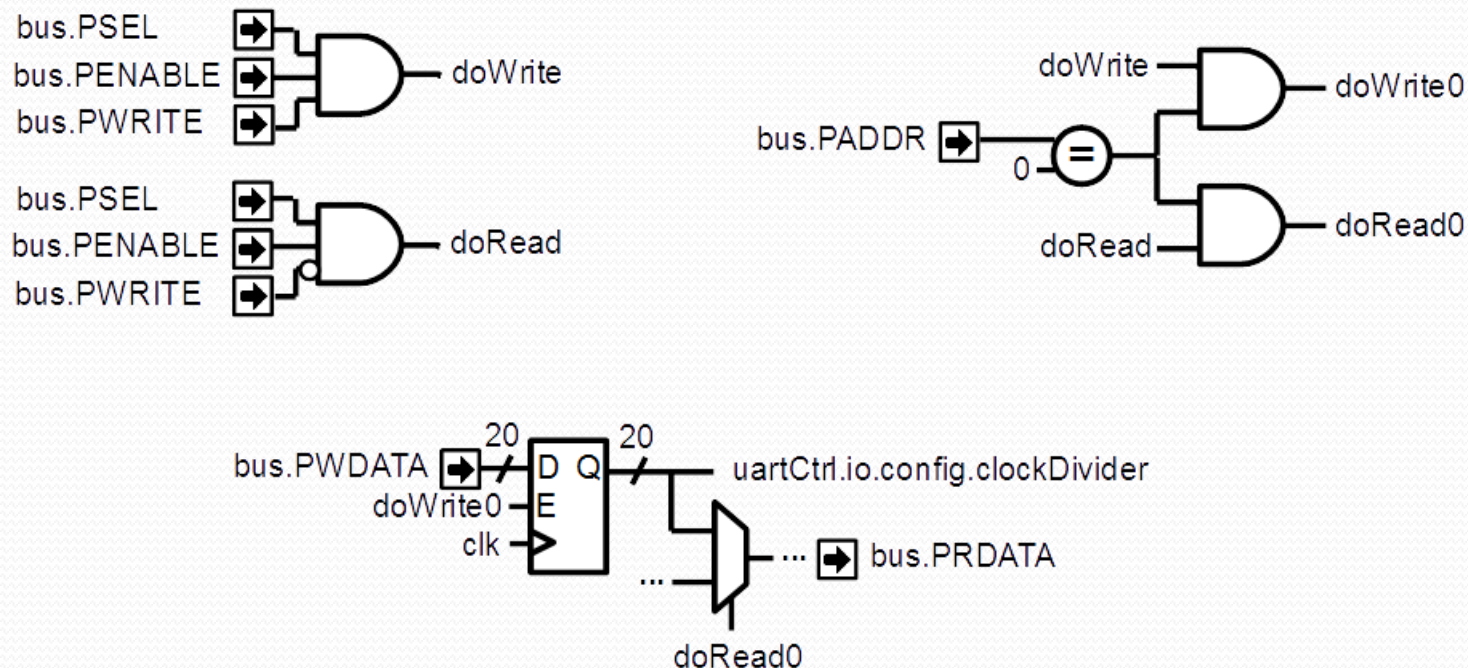 bus.PSEL
bus.PENABLE
bus.PWRITE
doWrite
bus.PSEL
bus.PENABLE
bus.PWRITE
doRead
doWrite
bus.PADDR
0
=
doRead
doWrite0
doRead0
20
20
bus.PWDATA
D Q
uartCtrl.io.config.clockDivider
doWrite0
E
clk
...
...
bus.PRDATA
doRead0